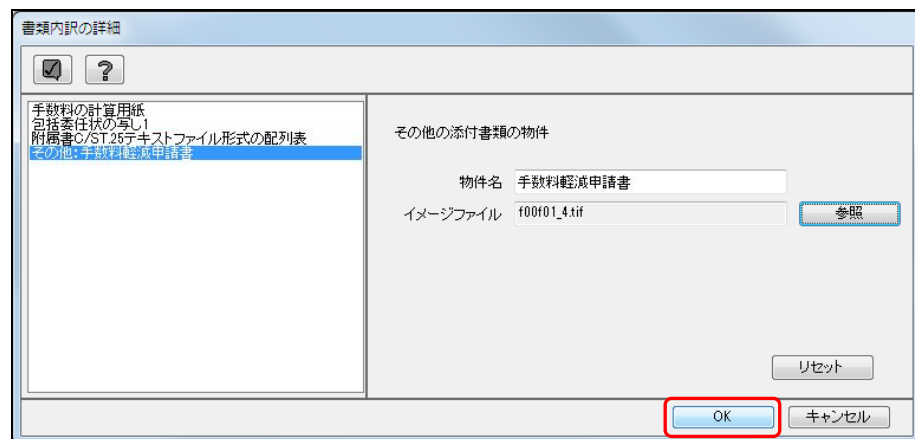 書類内訳の詳細
?
手数料の計算用紙
包括委任状の写し1
附属書C/ST.25テキストファイル形式の配列表
その他:手数料軽減申請書
その他の添付書類の物件
物件名 手数料軽減申請書
イメージファイル f00f01_4.tif 参照
リセット
OK キャンセル